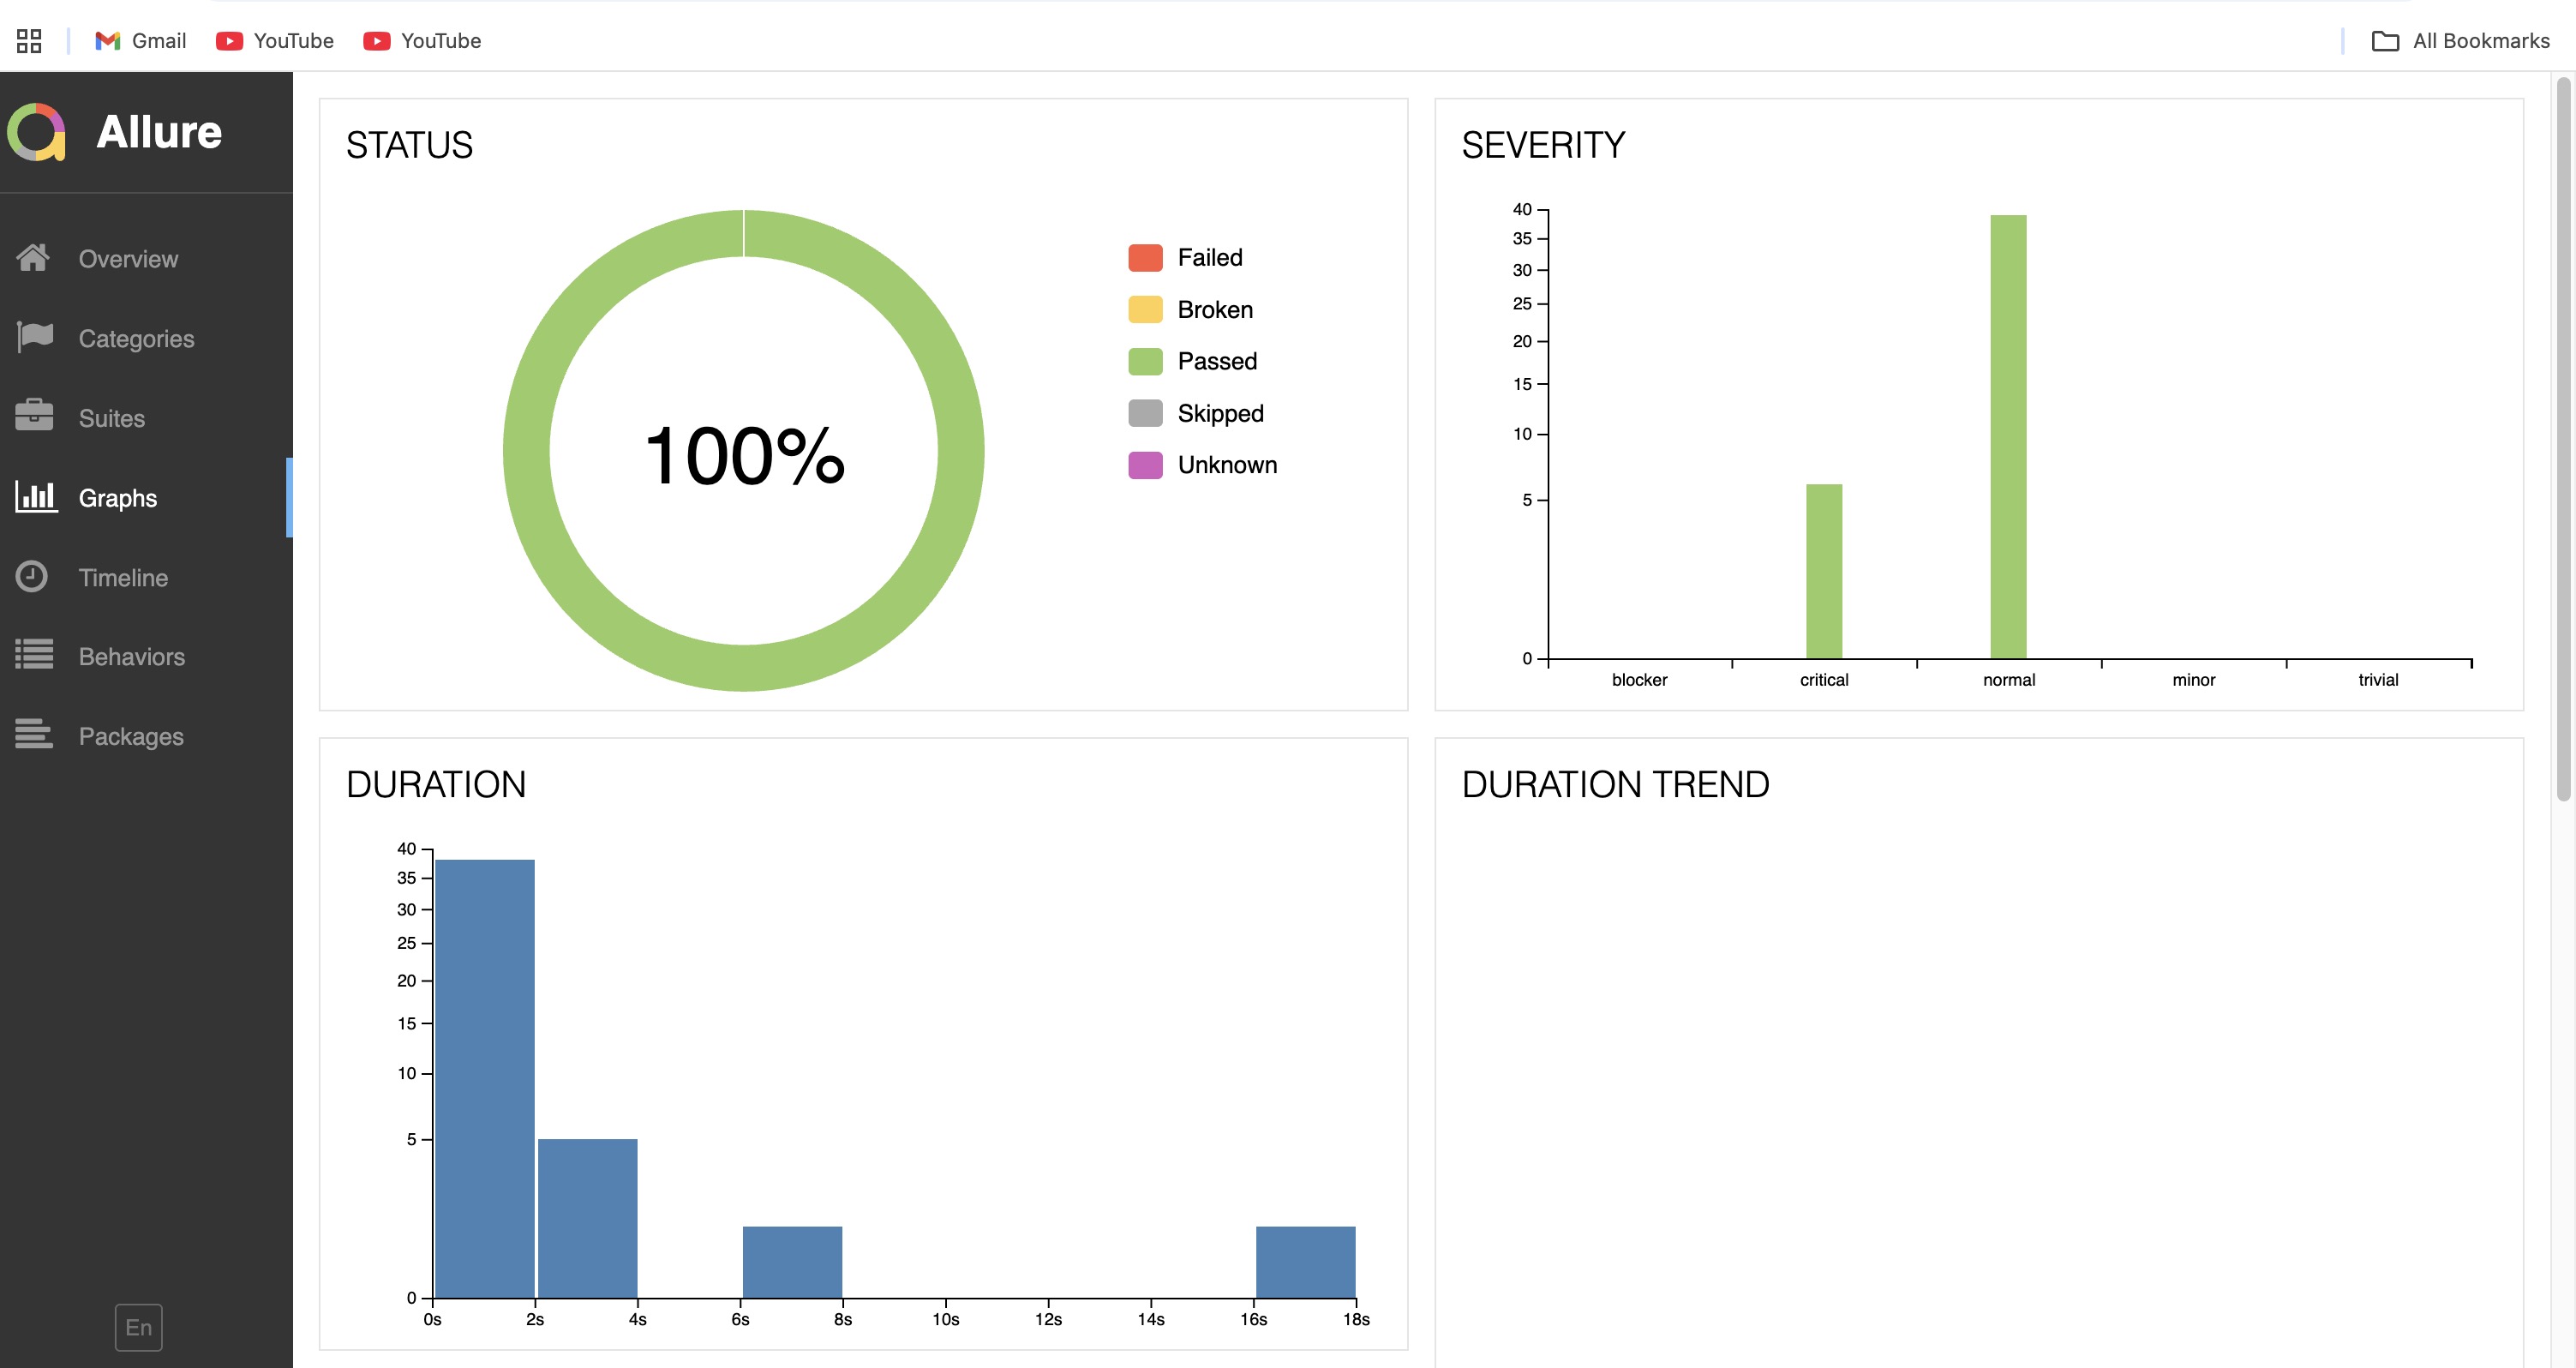 Gmail
YouTube
YouTube
All Bookmarks
Allure
Overview
Categories
Suites
Graphs
Timeline
Behaviors
Packages
En
STATUS
100%
Failed
Broken
Passed
Skipped
Unknown
SEVERITY
40
35
30
25
20
15
10
5
0
blocker critical normal minor trivial
DURATION
40
35
30
25
20
15
10
5
0
0s 2s 4s 6s 8s 10s 12s 14s 16s 18s
DURATION TREND